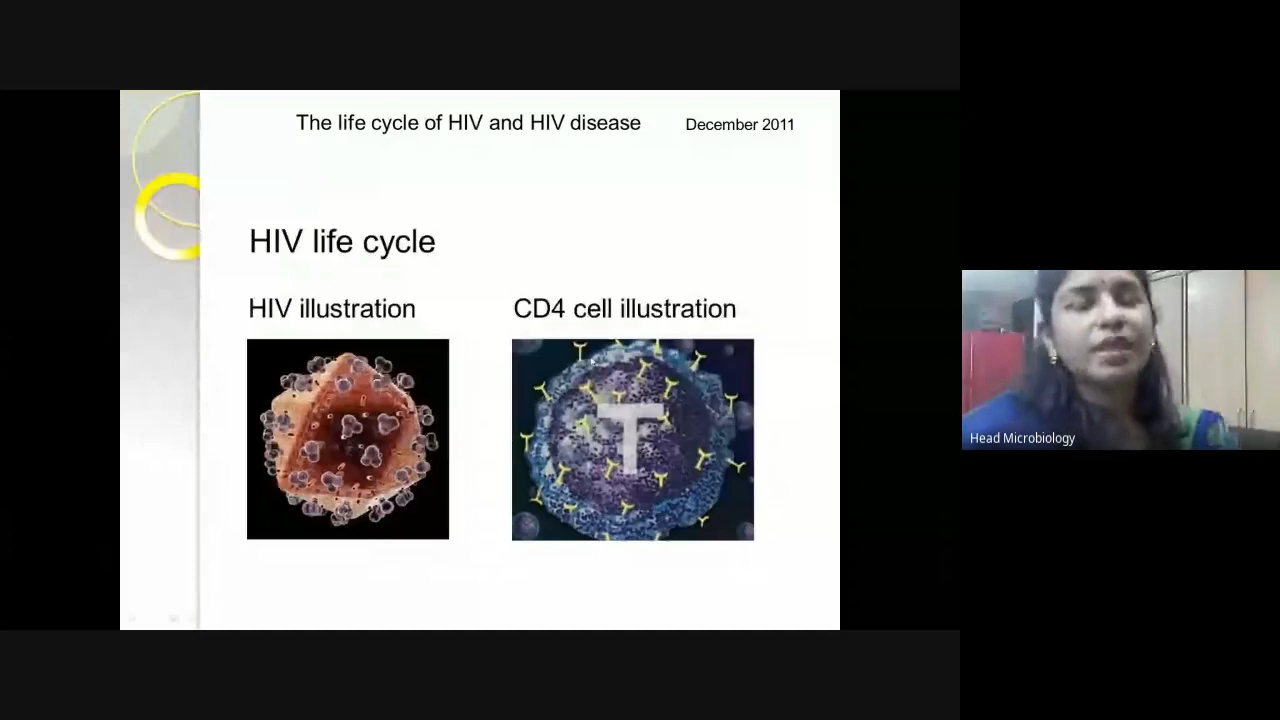 The life cycle of HIV and HIV disease December 2011
HIV life cycle
HIV illustration
CD4 cell illustration
T
Head Microbiology